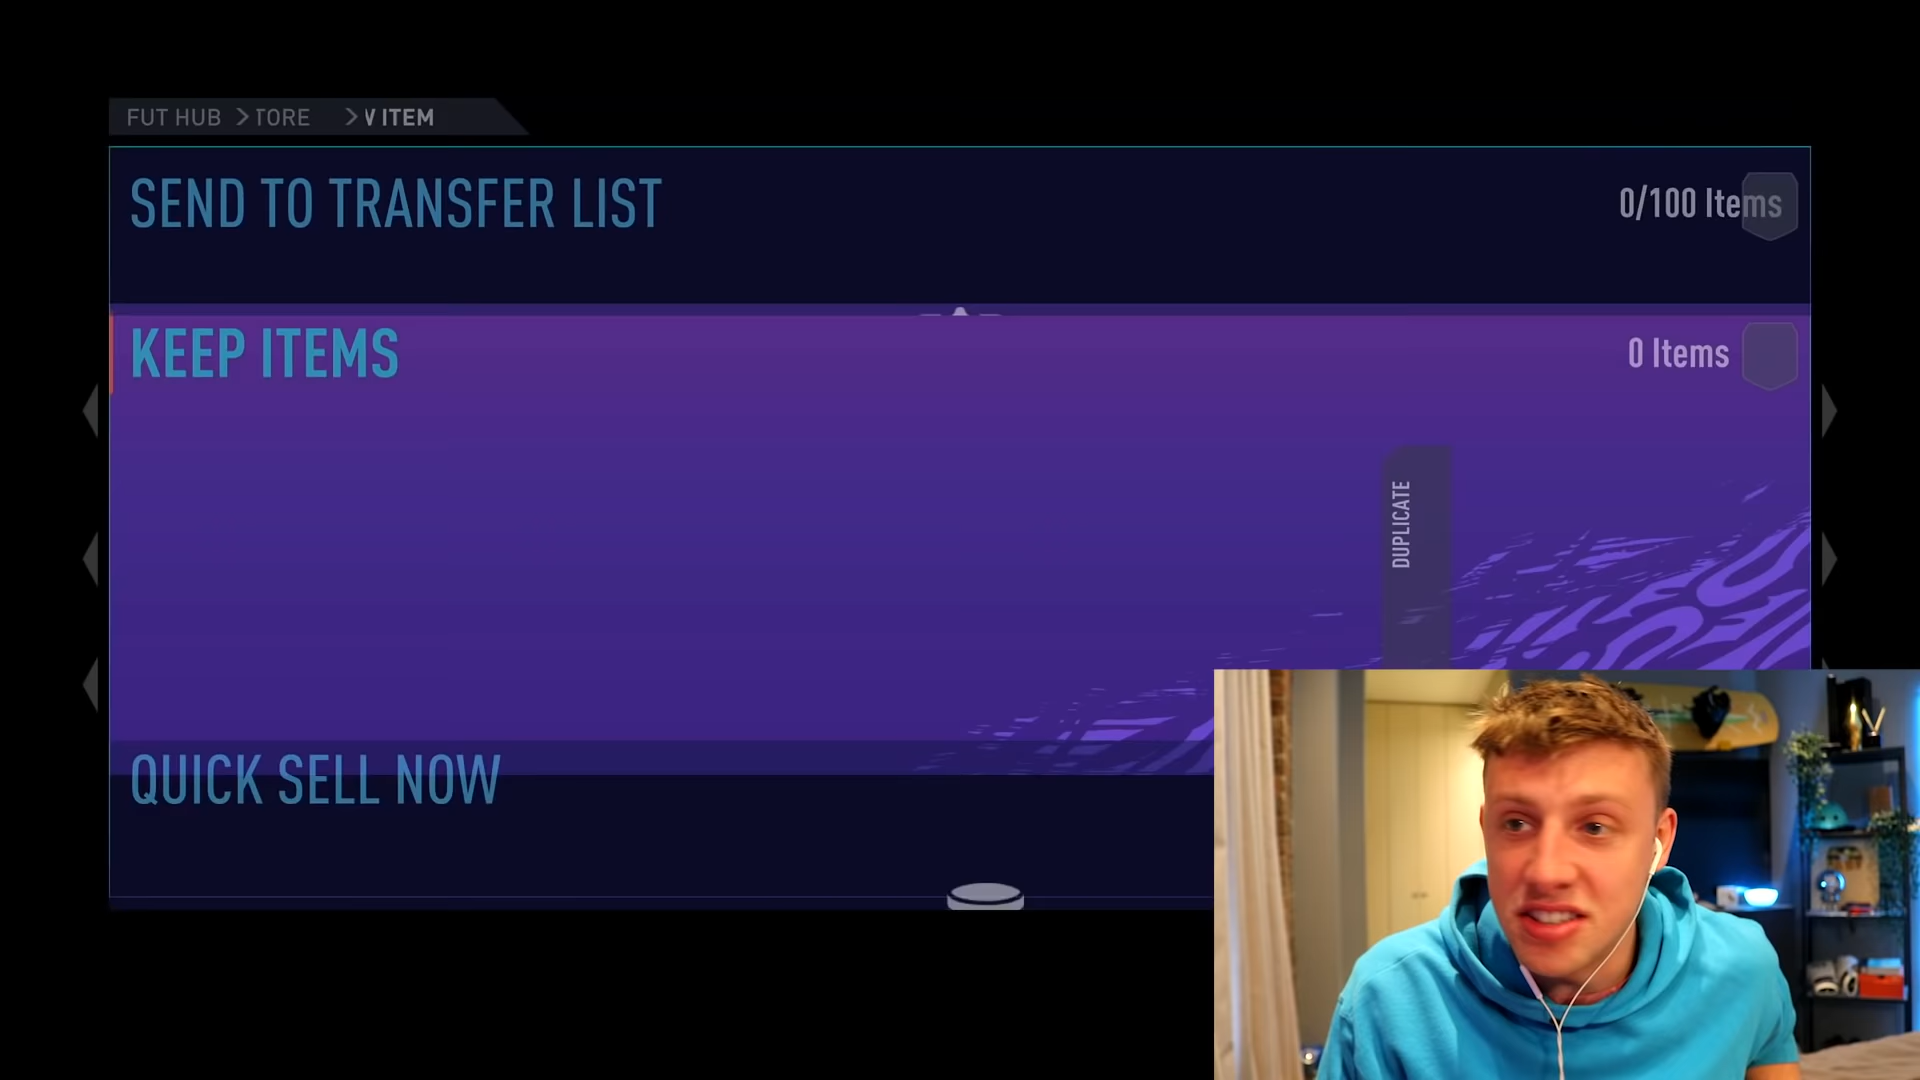 FUT HUB > TORE > V ITEM
SEND TO TRANSFER LIST
0/100 Items
KEEP ITEMS
0 Items
DUPLICATE
QUICK SELL NOW